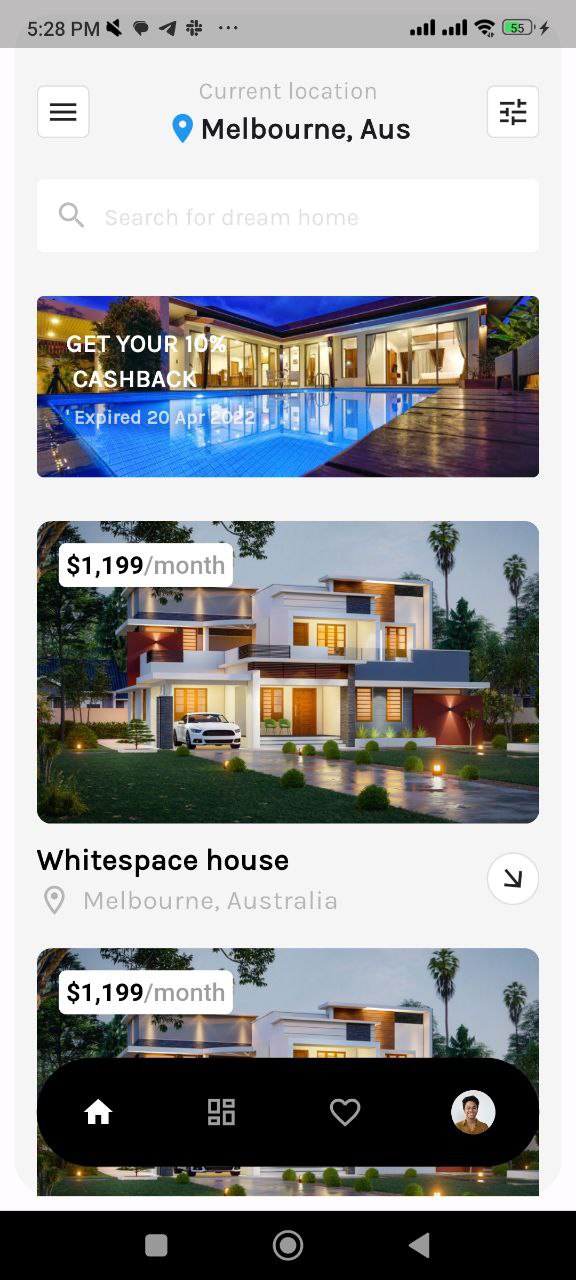 5:28 PM
55
Current location
Melbourne, Aus
Search for dream home
GET YOUR 10%
CASHBACK
Expired 20 Apr 2022
$1,199/month
Whitespace house
Melbourne, Australia
$1,199/month